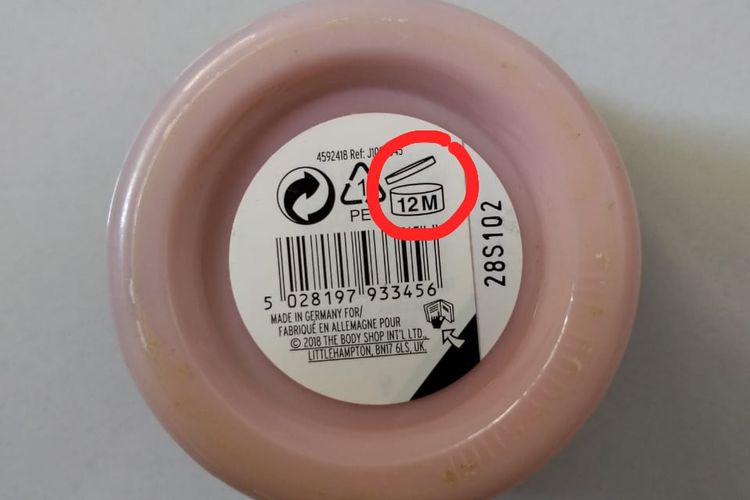 4592418 Ref:
12M
28S102
5 028197 933456
MADE IN GERMANY FOR/
FABRIQUÉ EN ALLEMAGNE POUR
© 2018 THE BODY SHOP INT'L LTD.,
LITTLEHAMPTON, BN17 6LS, UK.